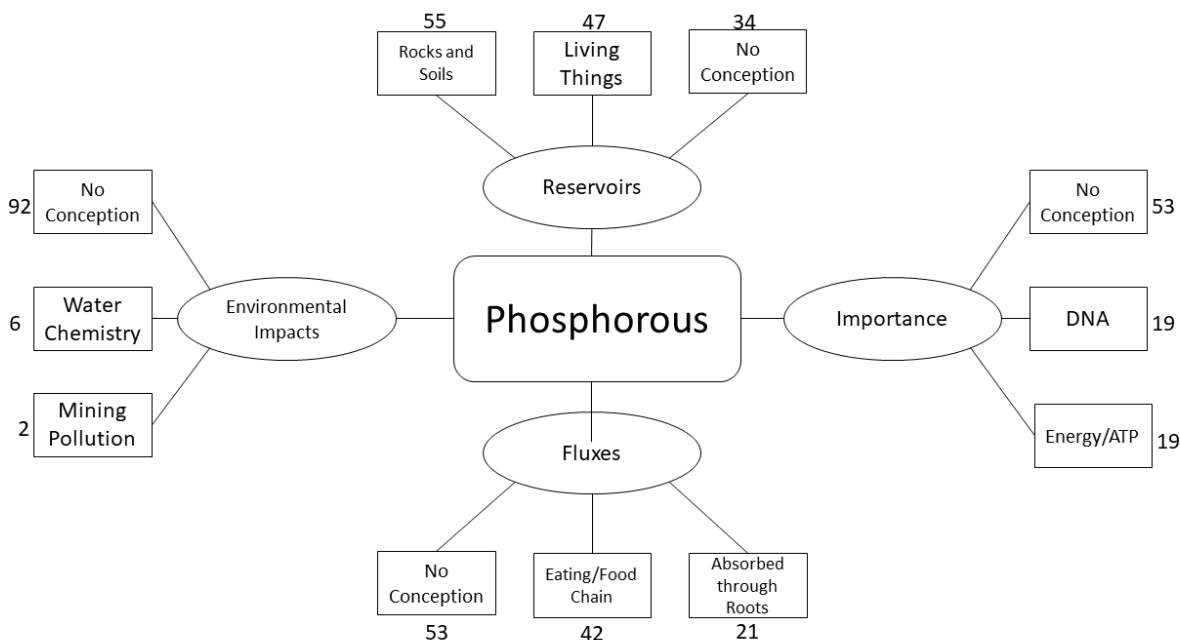 55
47
34
Rocks and
Soils
Living
Things
No
Conception
Reservoirs
92
No
Conception
6
Water
Chemistry
2
Mining
Pollution
Environmental
Impacts
Phosphorous
Importance
No
Conception
53
DNA
19
Energy/ATP
19
Fluxes
No
Conception
53
Eating/Food
Chain
42
Absorbed
through
Roots
21